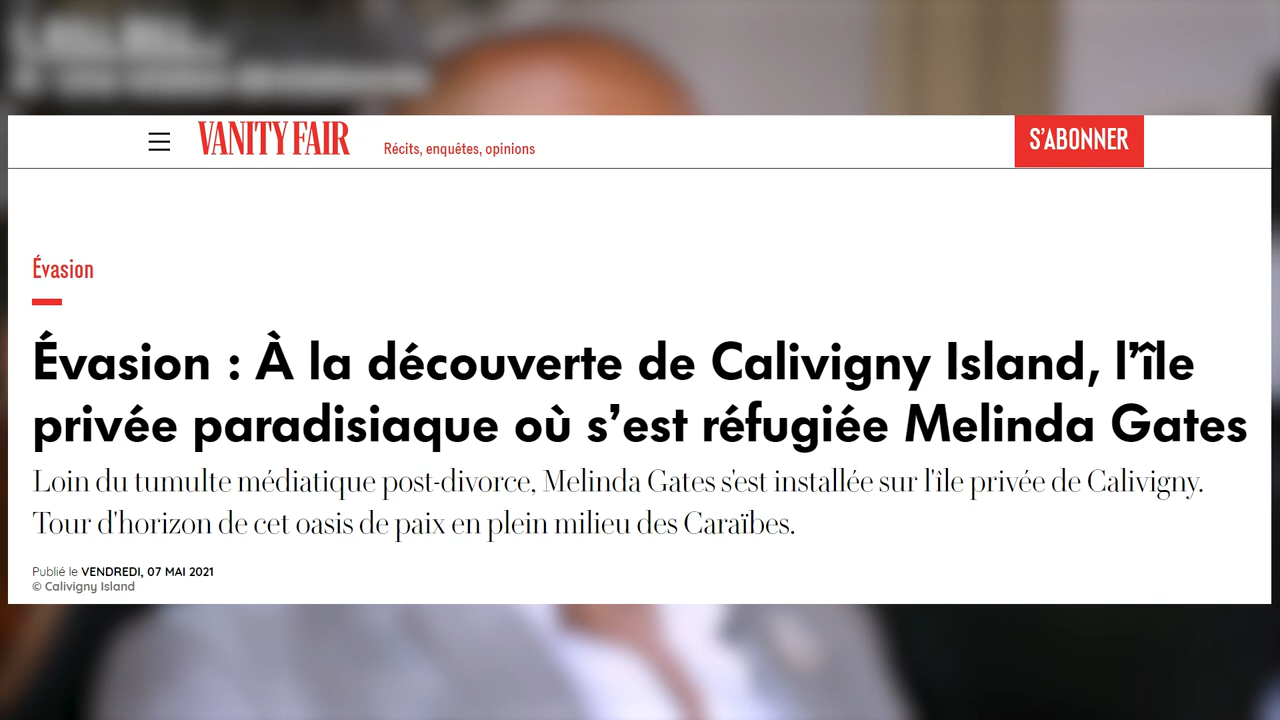 VANITY FAIR
Récits, enquêtes, opinions
S'ABONNER
Évasion
Évasion : À la découverte de Calivigny Island, l’île
privée paradisiaque où s’est réfugiée Melinda Gates
Loin du tumulte médiatique post-divorce, Melinda Gates s'est installée sur l'île privée de Calivigny.
Tour d'horizon de cet oasis de paix en plein milieu des Caraïbes.
Publié le VENDREDI, 07 MAI 2021
© Calivigny Island